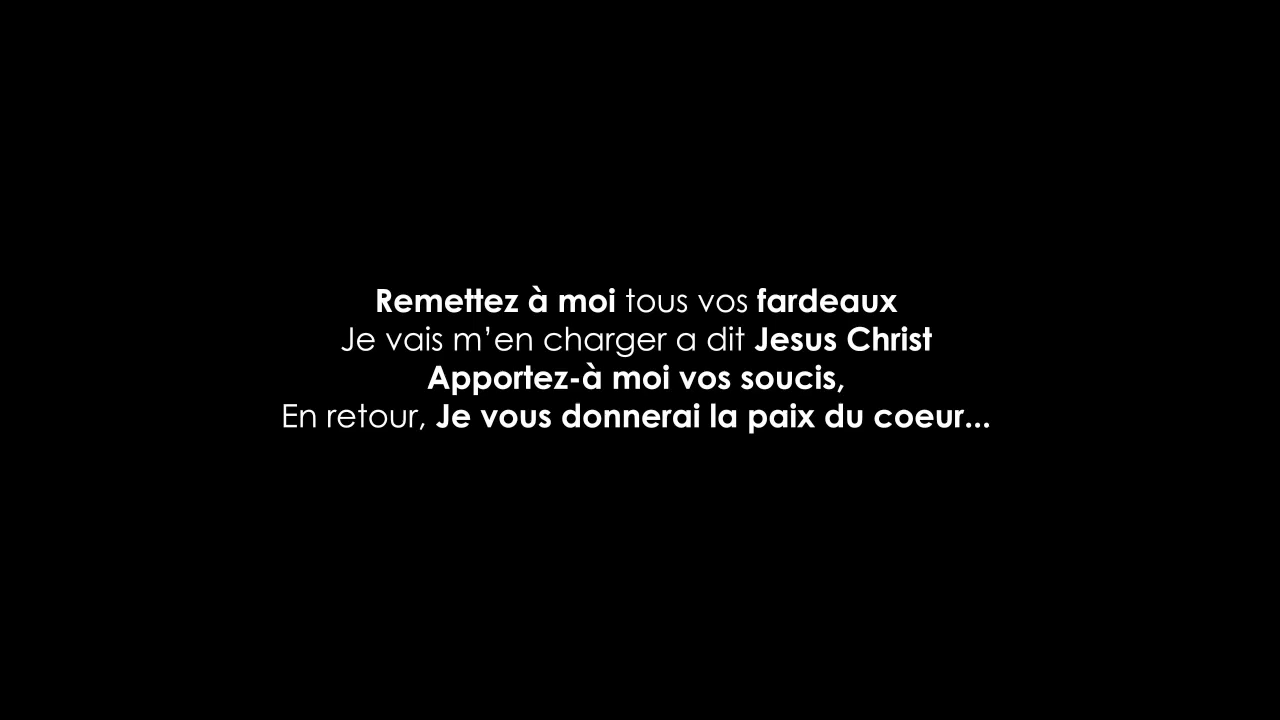 Remettez à moi tous vos fardeaux
Je vais m’en charger a dit Jesus Christ
Apportez-à moi vos soucis,
En retour, Je vous donnerai la paix du coeur...